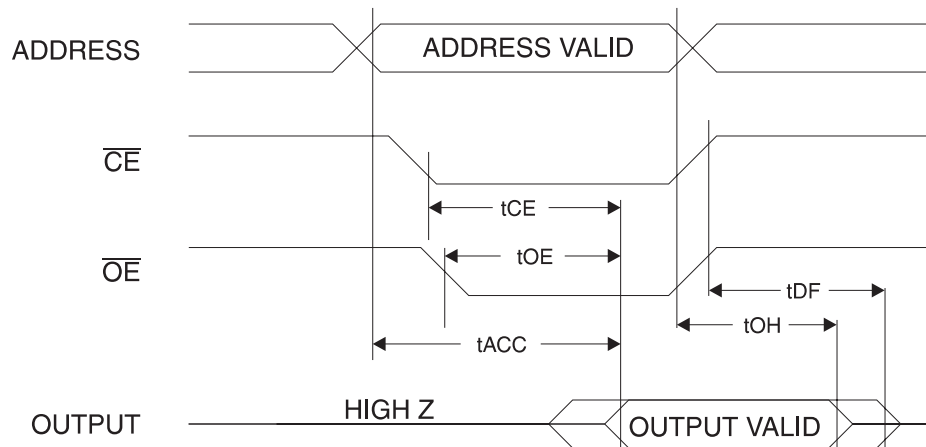 ADDRESS
ADDRESS VALID
CE
tCE
OE
tOE
tDF
tOH
tACC
HIGH Z
OUTPUT
OUTPUT VALID